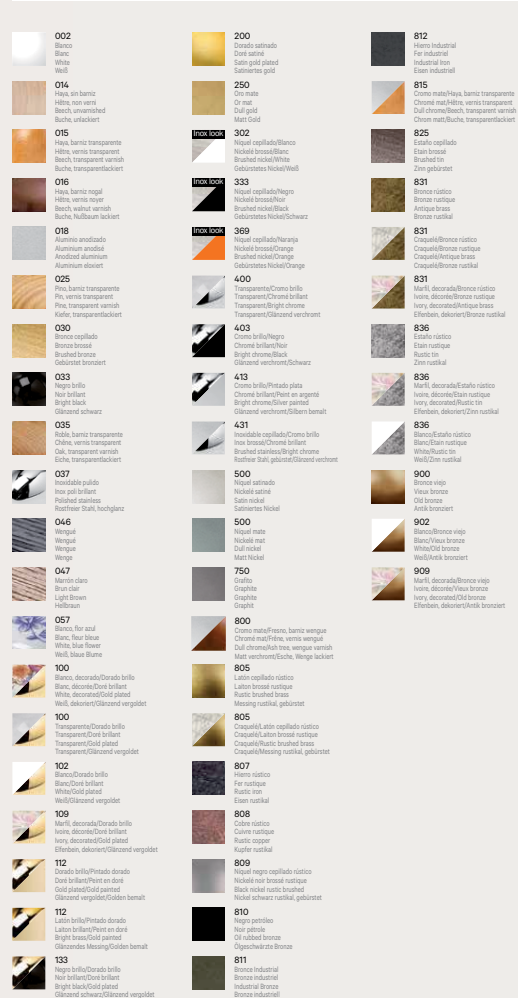 002
Blanco
Blanc
White
Weiß
014
Haya, sin barniz
Hêtre, non verni
Beech, unvarnished
Buche, unlackiert
015
Haya, barniz transparente
Hêtre, vernis transparent
Beech, transparent varnish
Buche, transparentlackiert
016
Haya, barniz nogal
Hêtre, vernis noyer
Beech, walnut varnish
Buche, Nußbaum lackiert
018
Aluminio anodizado
Aluminium anodisé
Anodized aluminium
Aluminium eloxiert
025
Pino, barniz transparente
Pin, vernis transparent
Pine, transparent varnish
Kiefer, transparentlackiert
030
Bronce cepillado
Bronze brossé
Brushed bronze
Gebürstet bronziert
033
Negro brillo
Noir brillant
Bright black
Glänzend schwarz
035
Roble, barniz transparente
Chêne, vernis transparent
Oak, transparent varnish
Eiche, transparentlackiert
037
Inoxidable pulido
Inox poli brillant
Polished stainless
Rostfreier Stahl, hochglanz
046
Wengué
Wengué
Wengué
Wenge
047
Marrón claro
Brun clair
Light Brown
Hellbraun
057
Blanco, flor azul
Blanc, fleur bleue
White, blue flower
Weiß, blaue Blume
100
Blanco, decorada/Dorado brillo
Blanc, décorée/Doré brillant
White, decorated/Gold plated
Weiß, dekoriert/Glänzend vergoldet
100
Transparente/Dorado brillo
Transparent/Doré brillant
Transparent/Gold plated
Transparent/Glänzend vergoldet
102
Blanco/Dorado brillo
Blanc/Doré brillant
White/Gold plated
Weiß/Glänzend vergoldet
109
Marfil, decorada/Dorado brillo
Ivoire, décorée/Doré brillant
Ivory, decorated/Gold plated
Elfenbein, dekoriert/Glänzend vergoldet
112
Dorado brillo/Pintado dorado
Doré brillant/Peint en doré
Gold plated/Gold painted
Glänzend vergoldet/Golden bemalt
112
Latón brillo/Pintado dorado
Laiton brillant/Peint en doré
Bright brass/Gold painted
Glänzendes Messing/Golden bemalt
133
Negro brillo/Dorado brillo
Noir brillant/Doré brillant
Bright black/Gold plated
Glänzend schwarz/Glänzend vergoldet
200
Dorado satinado
Doré satiné
Satin gold plated
Satiniertes gold
250
Oro mate
Or mat
Dull gold
Matt Gold
Inox look
302
Níquel cepillado/Blanco
Nickelé brossé/Blanc
Brushed nickel/White
Gebürstetes Nickel/Weiß
Inox look
333
Níquel cepillado/Negro
Nickelé brossé/Noir
Brushed nickel/Black
Gebürstetes Nickel/Schwarz
Inox look
369
Níquel cepillado/Naranja
Nickelé brossé/Orange
Brushed nickel/Orange
Gebürstetes Nickel/Orange
400
Transparente/Cromo brillo
Transparent/Chromé brillant
Transparent/Bright chrome
Transparent/Glänzend verchromt
403
Cromo brillo/Negro
Chromé brillant/Noir
Bright chrome/Black
Glänzend verchromt/Schwarz
413
Cromo brillo/Pintado plata
Chromé brillant/Peint en argenté
Bright chrome/Silver painted
Glänzend verchromt/Silbern bemalt
431
Inoxidable cepillado/Cromo brillo
Inox brossé/Chromé brillant
Brushed stainless/Bright chrome
Rostfreier Stahl, gebürstet/Glänzend verchromt
500
Níquel satinado
Nickelé satiné
Satin nickel
Satiniertes Nickel
500
Níquel mate
Nickelé mat
Dull nickel
Matt Nickel
750
Grafito
Graphite
Graphite
Graphit
800
Cromo mate/Fresno, barniz wengue
Chromé mat/Frêne, vernis wengué
Dull chrome/Ash tree, wengue varnish
Matt verchromt/Esche, Wenge lackiert
805
Latón cepillado rústico
Laiton brossé rustique
Rustic brushed brass
Messing rustikal, gebürstet
805
Craquelé/Latón cepillado rústico
Craquelé/Laiton brossé rustique
Craquelé/Rustic brushed brass
Craquelé/Messing rustikal, gebürstet
807
Hierro rústico
Fer rustique
Rustic iron
Eisen rustikal
808
Cobre rústico
Cuivre rustique
Rustic copper
Kupfer rustikal
809
Níquel negro cepillado rústico
Nickelé noir brossé rustique
Black nickel rustic brushed
Nickel schwarz rustikal, gebürstet
810
Negro petróleo
Noir pétrole
Oil rubbed bronze
Ölgeschwärzte Bronze
811
Bronce industrial
Bronze industriel
Industrial Bronze
Bronze industriell
812
Hierro Industrial
Fer industriel
Industrial Iron
Eisen industriell
815
Cromo mate/Haya, barniz transparente
Chromé mat/Hêtre, vernis transparent
Dull chrome/Beech, transparent varnish
Chrom matt/Buche, transparentlackiert
825
Estaño cepillado
Etain brossé
Brushed tin
Zinn gebürstet
831
Bronce rústico
Bronze rustique
Antique brass
Bronze rustikal
831
Craquelé/Bronce rústico
Craquelé/Bronze rustique
Craquelé/Antique brass
Craquelé/Bronze rustikal
831
Marfil, decorada/Bronce rústico
Ivoire, décorée/Bronze rustique
Ivory, decorated/Antique brass
Elfenbein, dekoriert/Bronze rustikal
836
Estaño rústico
Etain rustique
Rustic tin
Zinn rustikal
836
Marfil, decorada/Estaño rústico
Ivoire, décorée/Etain rustique
Ivory, decorated/Rustic tin
Elfenbein, dekoriert/Zinn rustikal
836
Blanco/Estaño rústico
Blanc/Etain rustique
White/Rustic tin
Weiß/Zinn rustikal
900
Bronce viejo
Vieux bronze
Old bronze
Antik bronziert
902
Blanco/Bronce viejo
Blanc/Vieux bronze
White/Old bronze
Weiß/Antik bronziert
909
Marfil, decorada/Bronce viejo
Ivoire, décorée/Vieux bronze
Ivory, decorated/Old bronze
Elfenbein, dekoriert/Antik bronziert